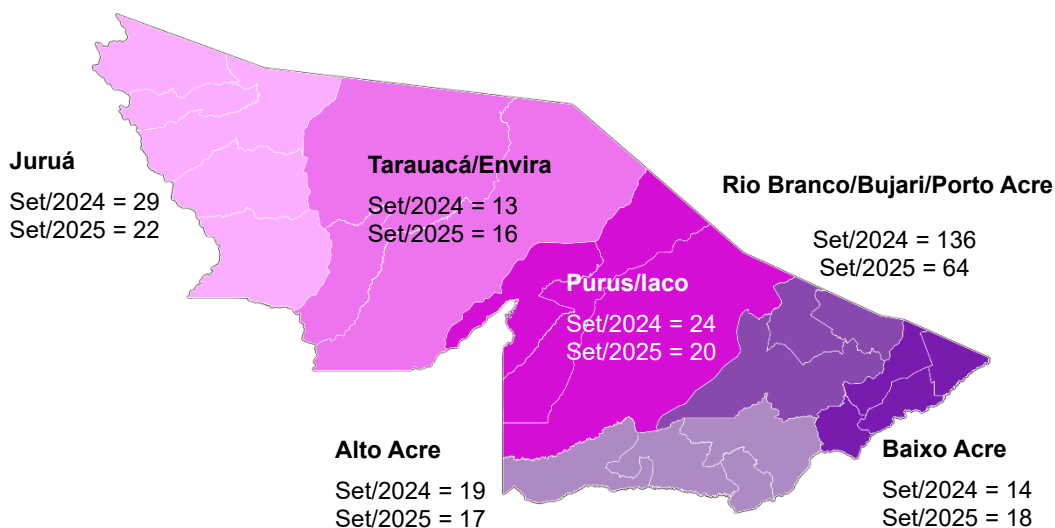 Juruá
Set/2024 = 29
Set/2025 = 22
Tarauacá/Envira
Set/2024 = 13
Set/2025 = 16
Rio Branco/Bujari/Porto Acre
Set/2024 = 136
Set/2025 = 64
Purus/Iaco
Set/2024 = 24
Set/2025 = 20
Alto Acre
Set/2024 = 19
Set/2025 = 17
Baixo Acre
Set/2024 = 14
Set/2025 = 18